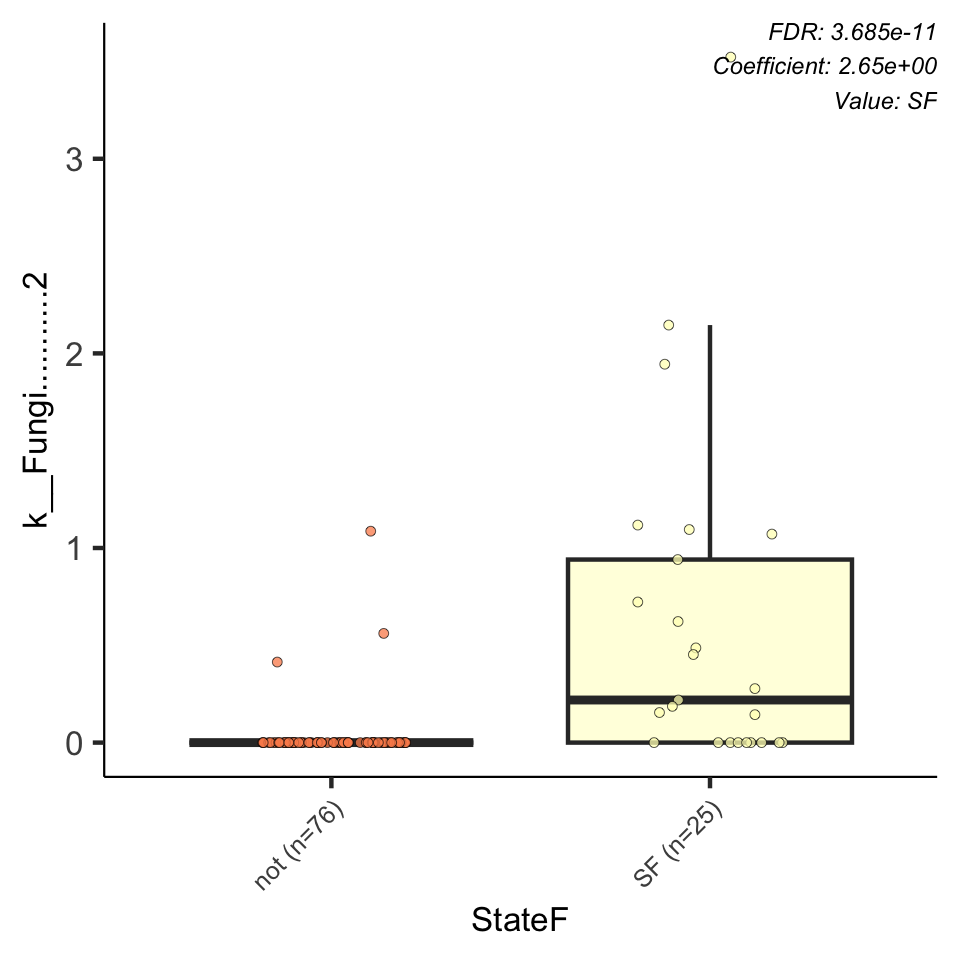 FDR: 3.685e-11
Coefficient: 2.65e+00
Value: SF
3
2
1
0
k__Fungi...........2
not (n=76)
SF (n=25)
StateF